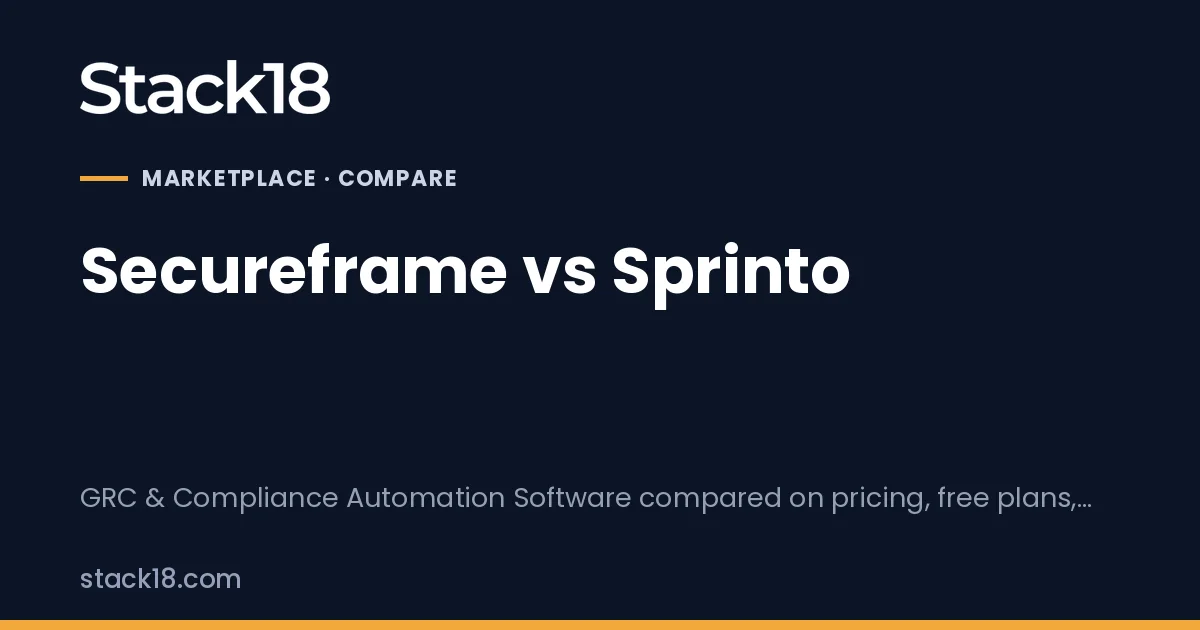 Stack18
MARKETPLACE · COMPARE
Secureframe vs Sprinto
GRC & Compliance Automation Software compared on pricing, free plans,...
stack18.com